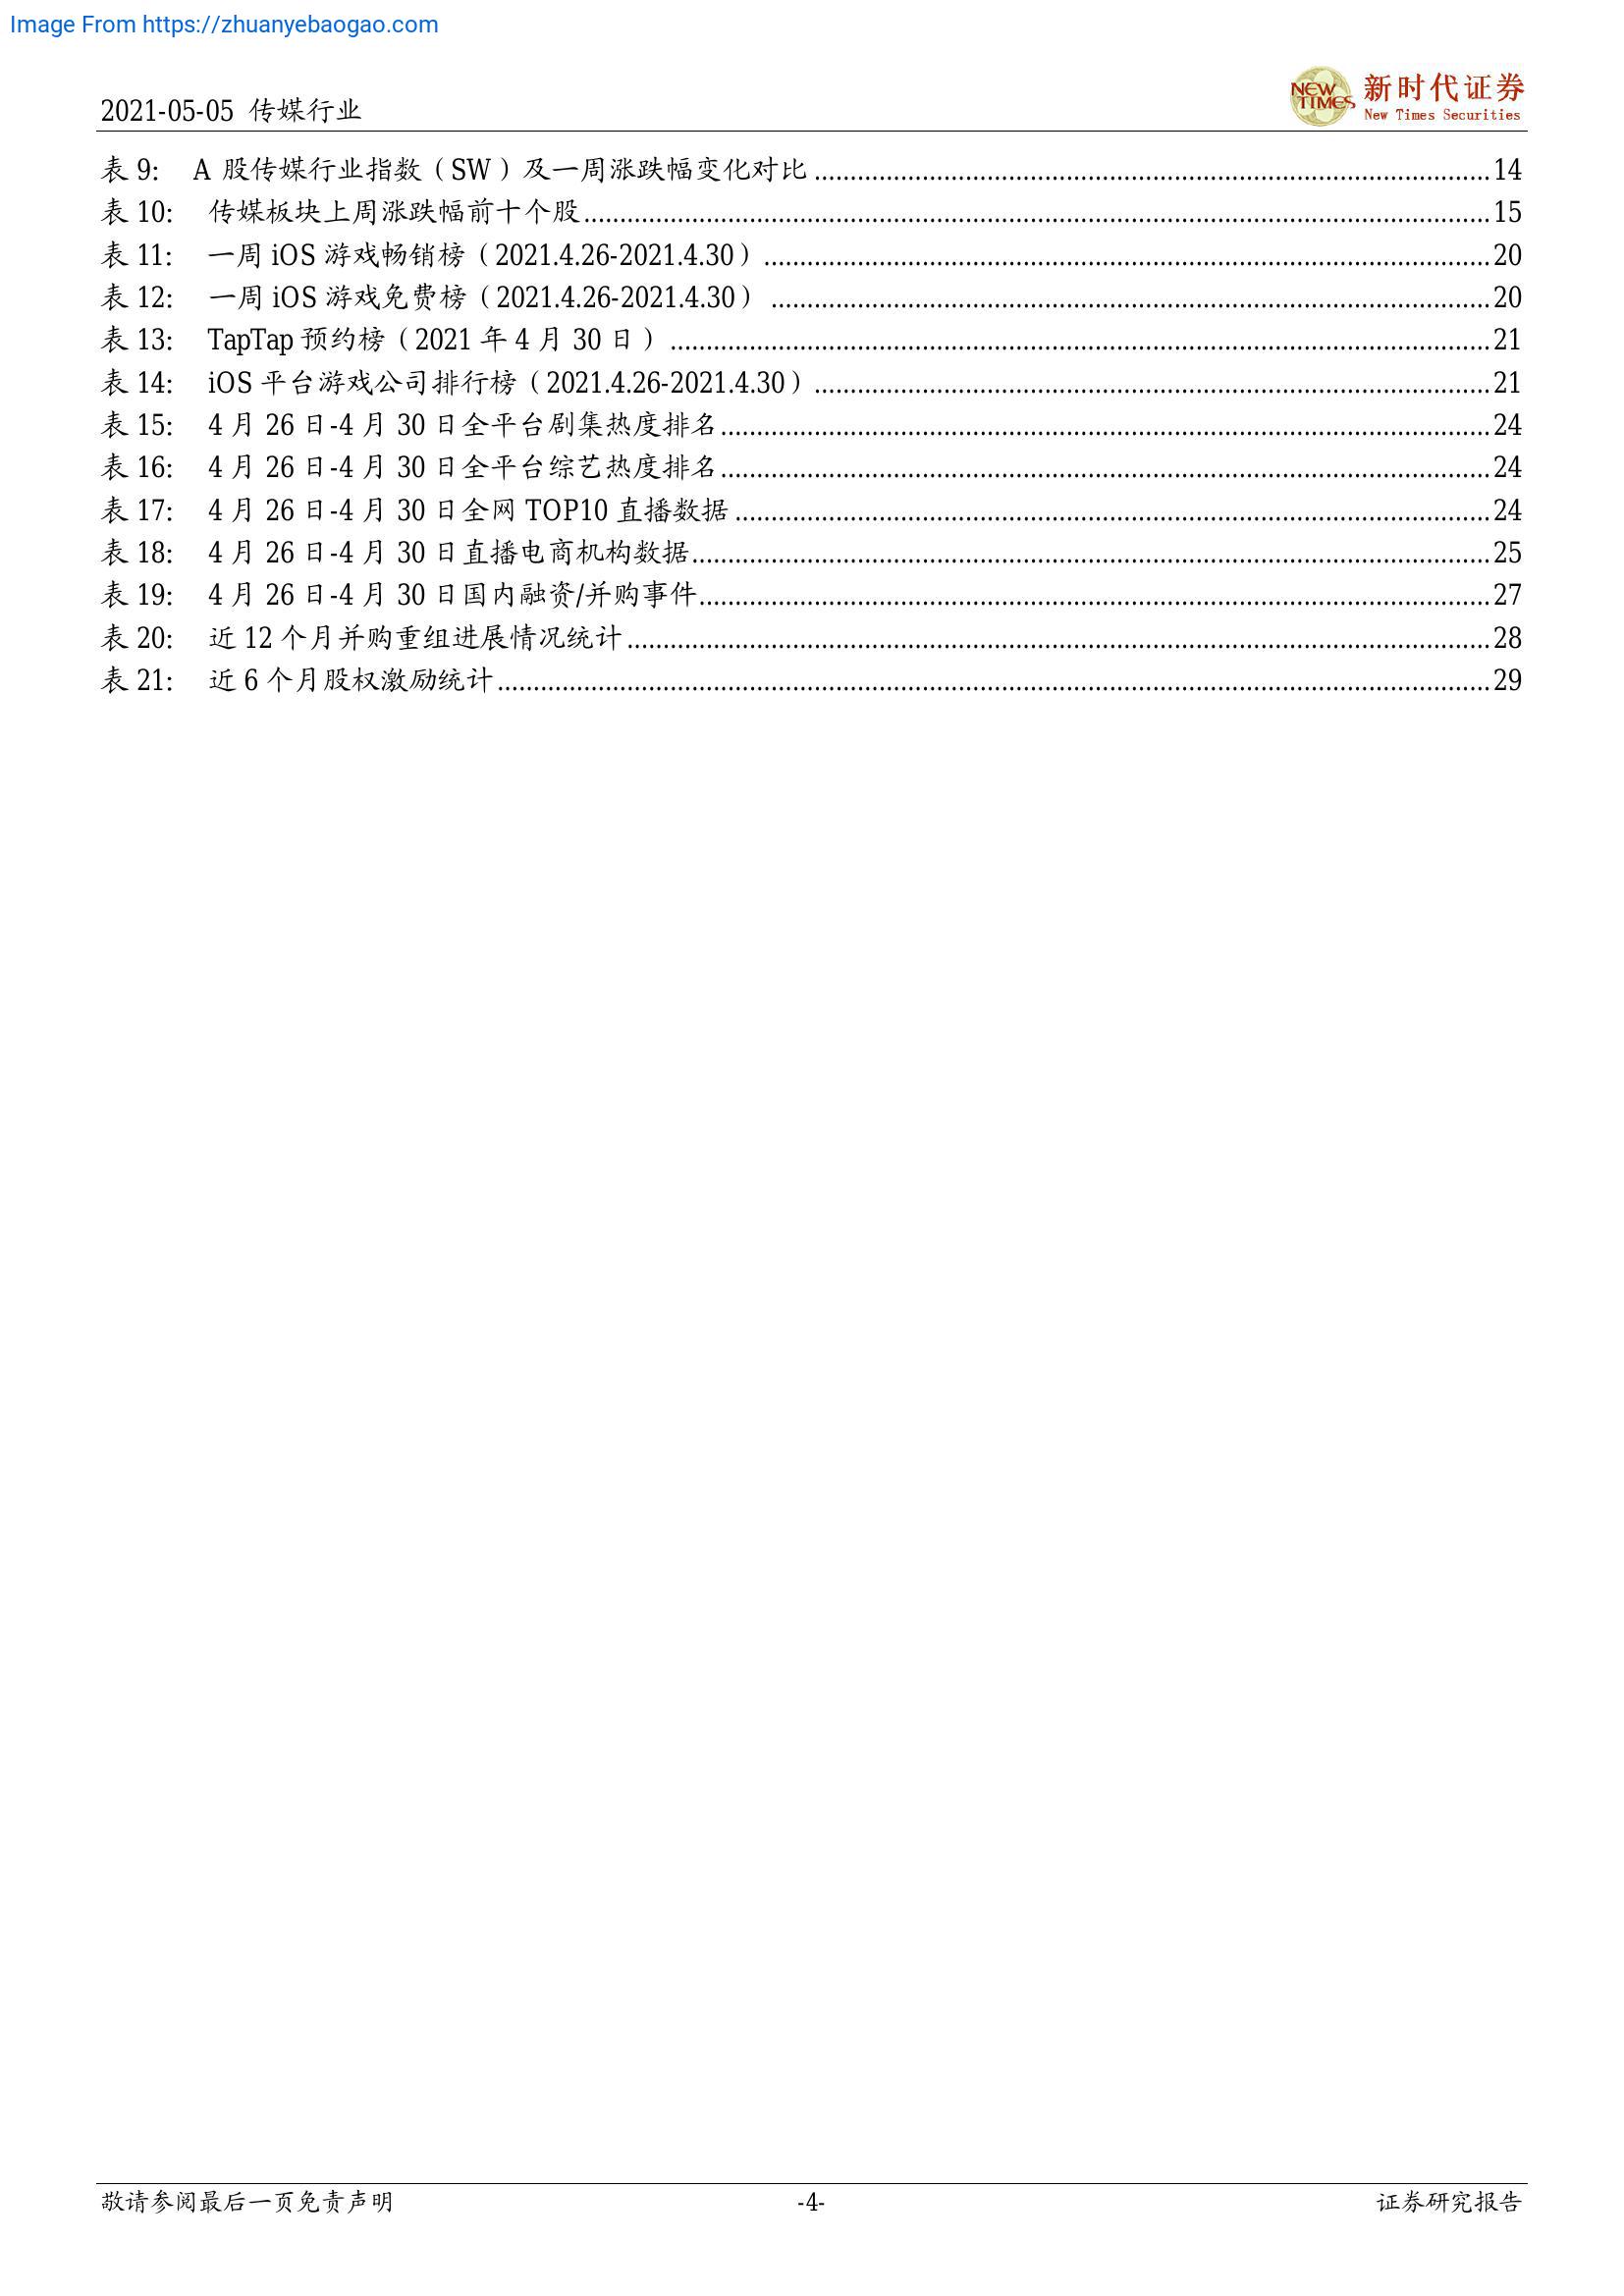 Image From https://zhuanyebaogao.com
2021-05-05 传媒行业
NEW TIMES
新时代证券
New Times Securities
表 9: A 股传媒行业指数（SW）及一周涨跌幅变化对比 ........ 14
表 10: 传媒板块上周涨跌幅前十个股 ........ 15
表 11: 一周 iOS 游戏畅销榜（2021.4.26-2021.4.30） ........ 20
表 12: 一周 iOS 游戏免费榜（2021.4.26-2021.4.30） ........ 20
表 13: TapTap 预约榜（2021 年 4 月 30 日） ........ 21
表 14: iOS 平台游戏公司排行榜（2021.4.26-2021.4.30） ........ 21
表 15: 4 月 26 日-4 月 30 日全平台剧集热度排名 ........ 24
表 16: 4 月 26 日-4 月 30 日全平台综艺热度排名 ........ 24
表 17: 4 月 26 日-4 月 30 日全网 TOP10 直播数据 ........ 24
表 18: 4 月 26 日-4 月 30 日直播电商机构数据 ........ 25
表 19: 4 月 26 日-4 月 30 日国内融资/并购事件 ........ 27
表 20: 近 12 个月并购重组进展情况统计 ........ 28
表 21: 近 6 个月股权激励统计 ........ 29
敬请参阅最后一页免责声明 -4- 证券研究报告